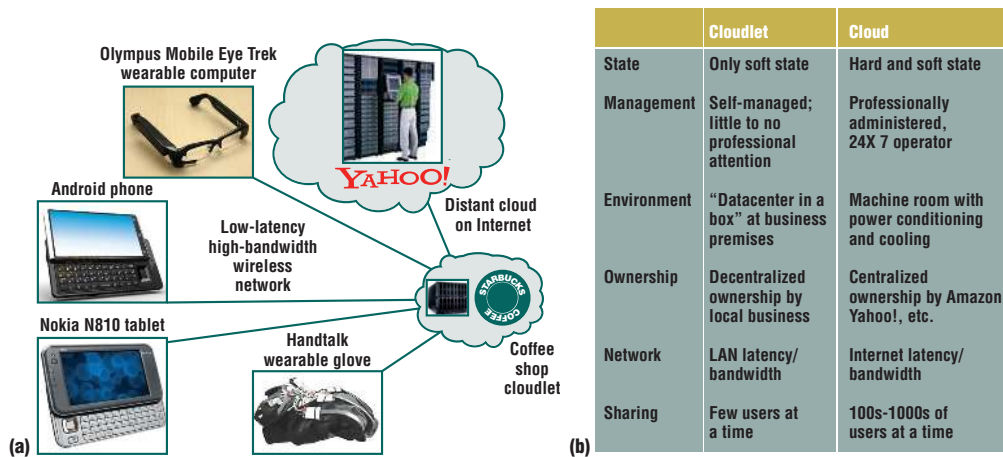 Olympus Mobile Eye Trek
wearable computer
YAHOO!
Distant cloud
on Internet
Android phone
Low-latency
high-bandwidth
wireless
network
STARBUCKS
COFFEE
Coffee
shop
cloudlet
Nokia N810 tablet
Handtalk
wearable glove
(a)
Cloudlet Cloud
State Only soft state Hard and soft state
Management Self-managed;
little to no
professional
attention
Professionally
administered,
24X 7 operator
Environment “Datacenter in a
box” at business
premises
Machine room with
power conditioning
and cooling
Ownership Decentralized
ownership by
local business
Centralized
ownership by Amazon
Yahoo!, etc.
Network LAN latency/
bandwidth
Internet latency/
bandwidth
Sharing Few users at
a time
100s-1000s of
users at a time
(b)